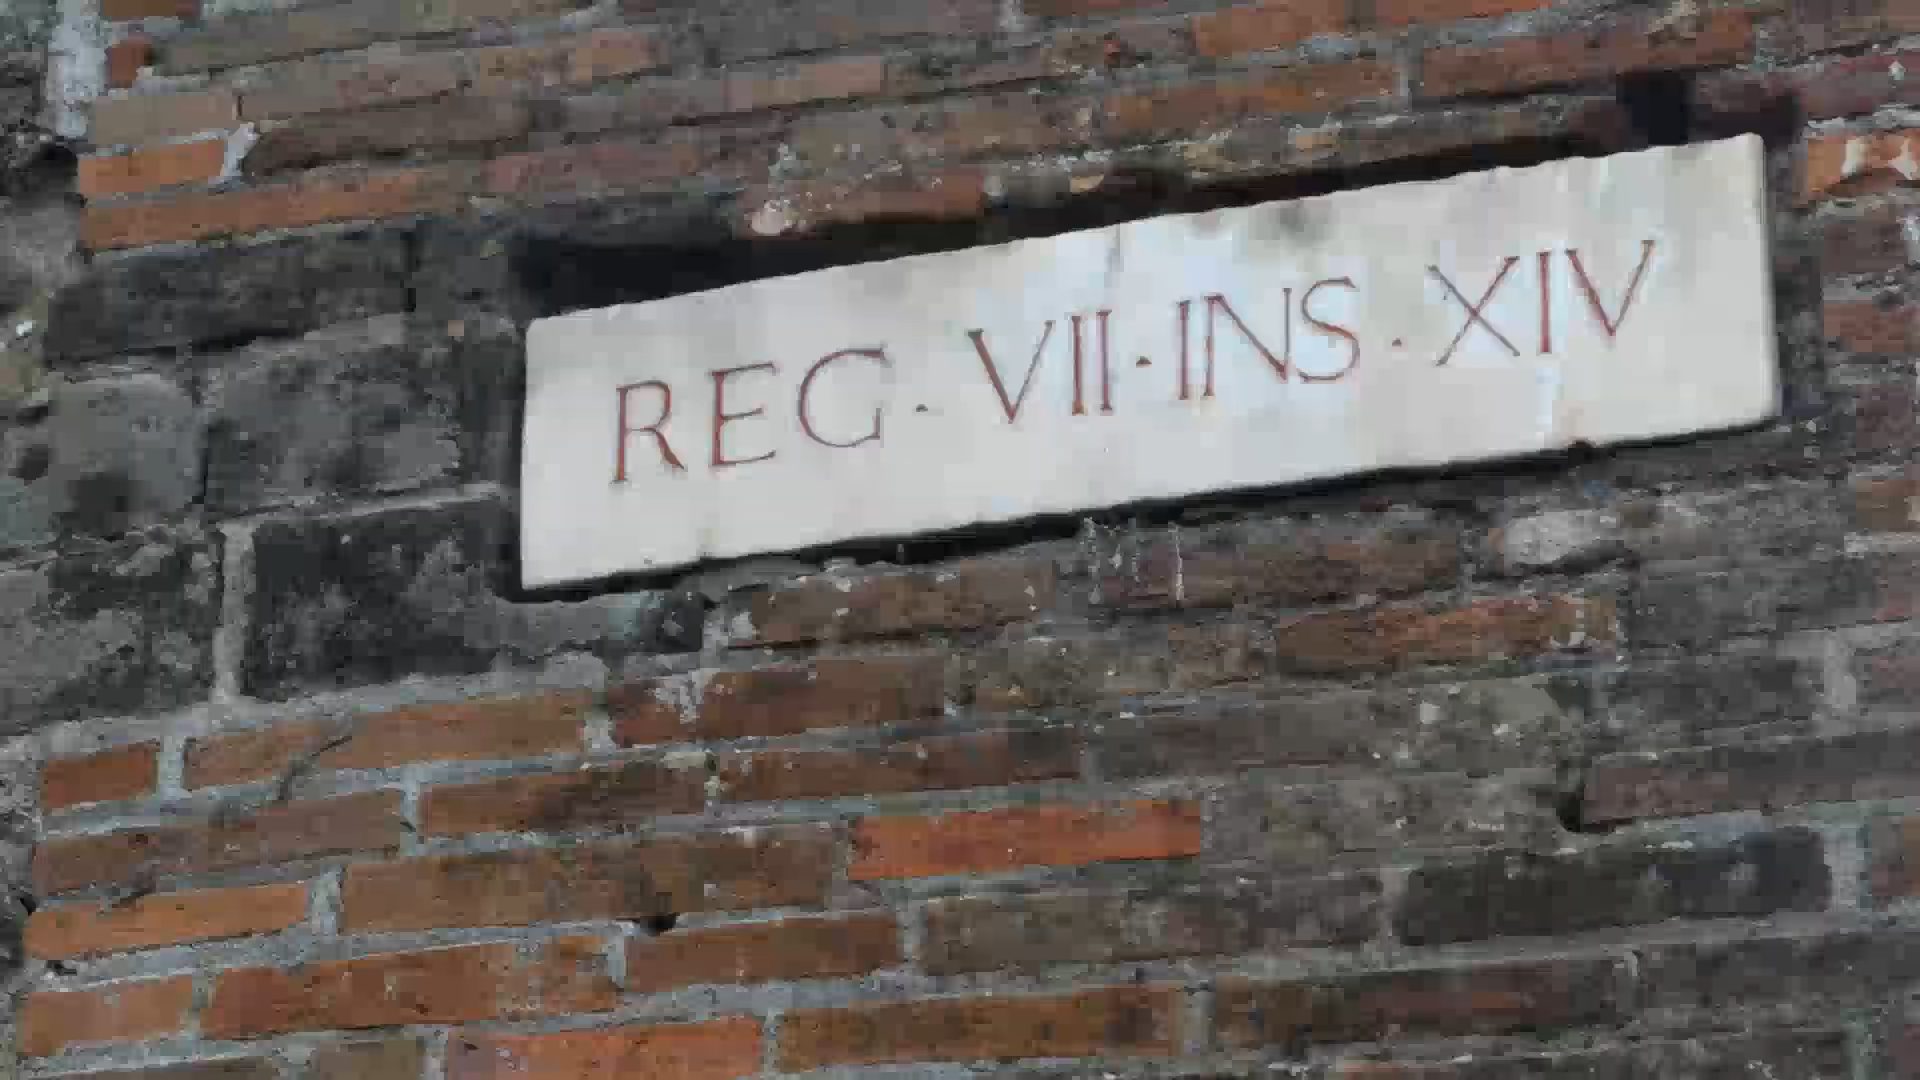 REG · VII · INS · XIV